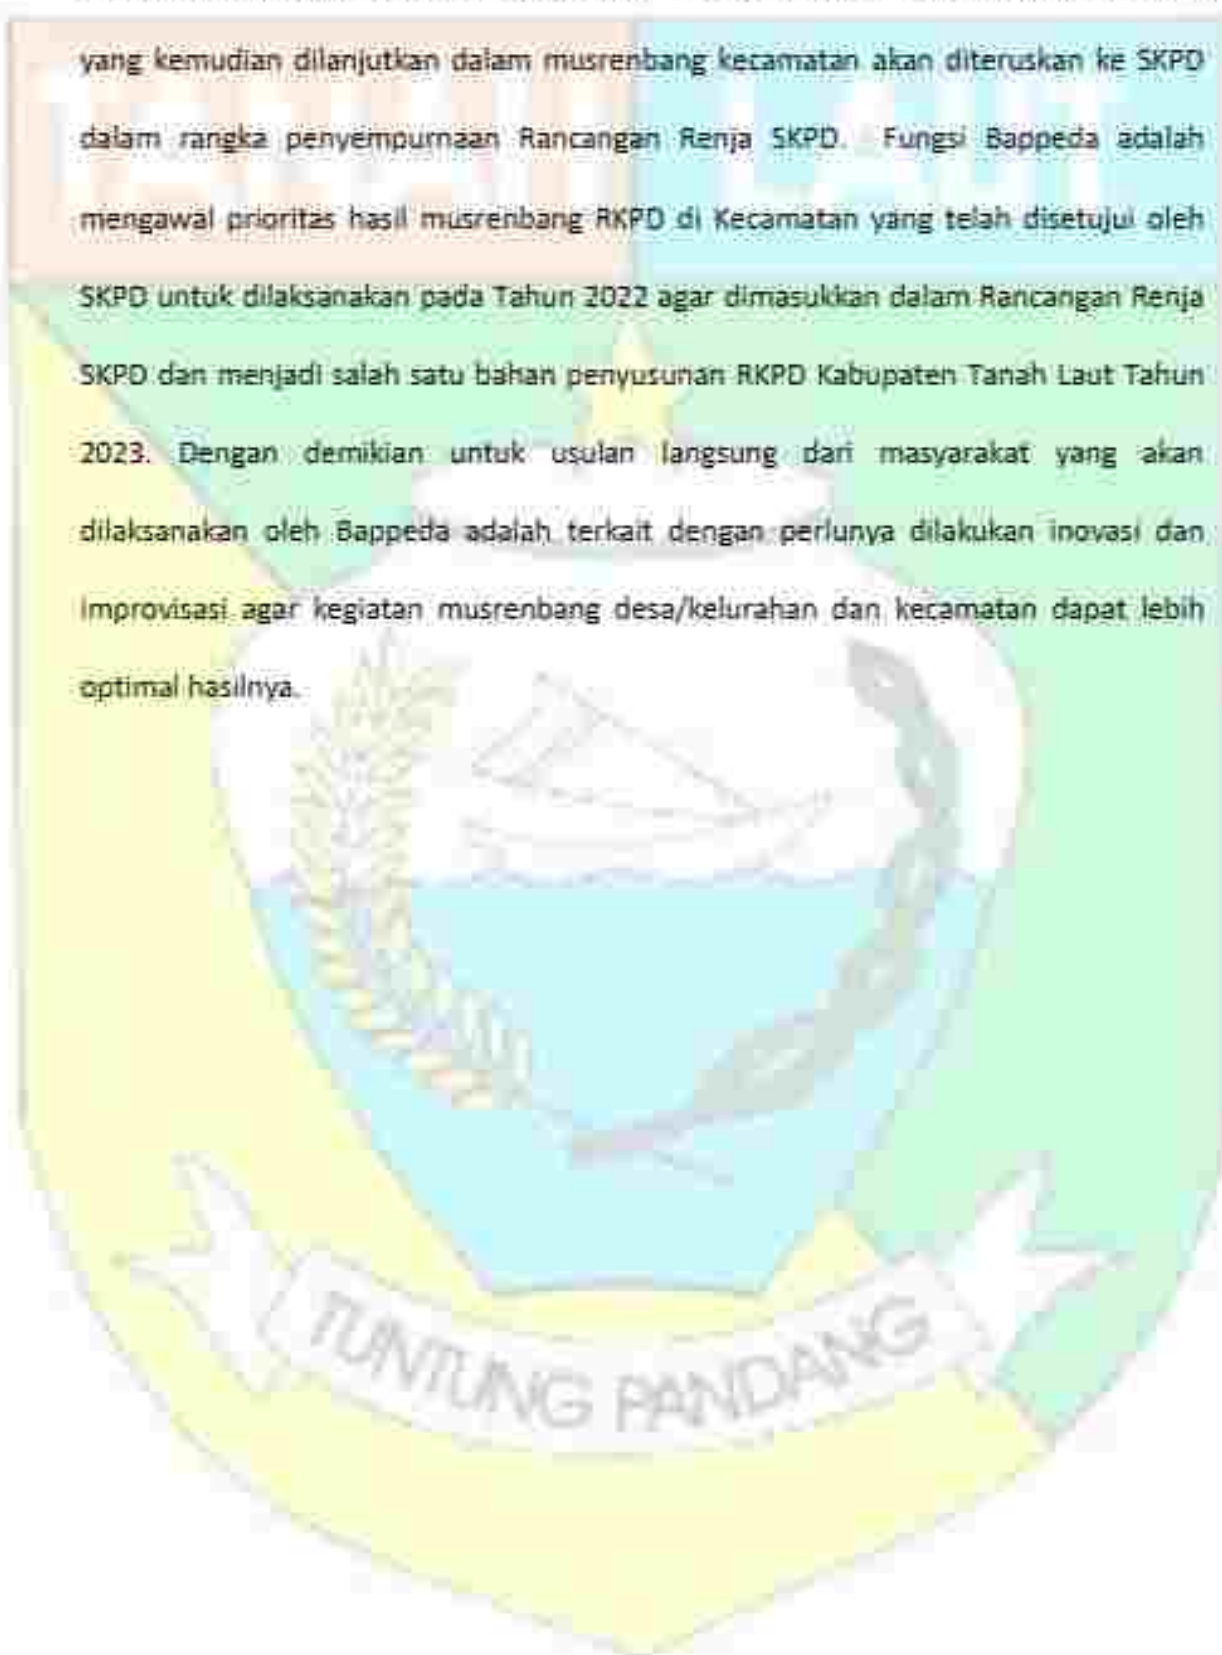 yang kemudian dilanjutkan dalam musrenbang kecamatan akan diteruskan ke SKPD
dalam rangka penyempurnaan Rancangan Renja SKPD. Fungsi Bappeda adalah
mengawal prioritas hasil musrenbang RKPD di Kecamatan yang telah disetujui oleh
SKPD untuk dilaksanakan pada Tahun 2022 agar dimasukkan dalam Rancangan Renja
SKPD dan menjadi salah satu bahan penyusunan RKPD Kabupaten Tanah Laut Tahun
2023. Dengan demikian untuk usulan langsung dari masyarakat yang akan
dilaksanakan oleh Bappeda adalah terkait dengan perlunya dilakukan inovasi dan
improvisasi agar kegiatan musrenbang desa/kelurahan dan kecamatan dapat lebih
optimal hasilnya.
TANAH LAUT
TUNTUNG PANDANG